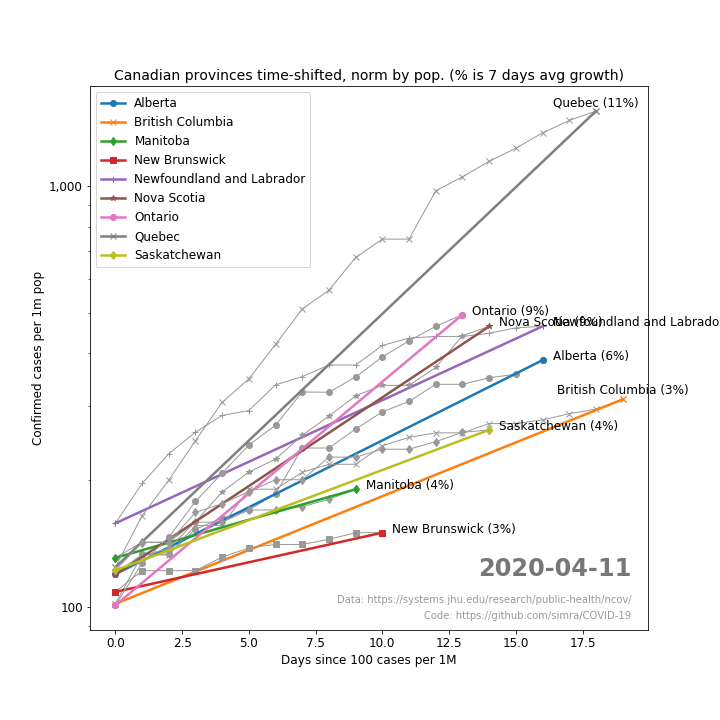 Canadian provinces time-shifted, norm by pop. (% is 7 days avg growth)
Alberta
British Columbia
Manitoba
New Brunswick
Newfoundland and Labrador
Nova Scotia
Ontario
Quebec
Saskatchewan
Quebec (11%)
Ontario (9%)
Nova Scotia (9%)
Newfoundland and Labrado
Alberta (6%)
British Columbia (3%)
Saskatchewan (4%)
Manitoba (4%)
New Brunswick (3%)
2020-04-11
Data: https://systems.jhu.edu/research/public-health/ncov/
Code: https://github.com/simra/COVID-19
Confirmed cases per 1m pop
1,000
100
0.0 2.5 5.0 7.5 10.0 12.5 15.0 17.5
Days since 100 cases per 1M